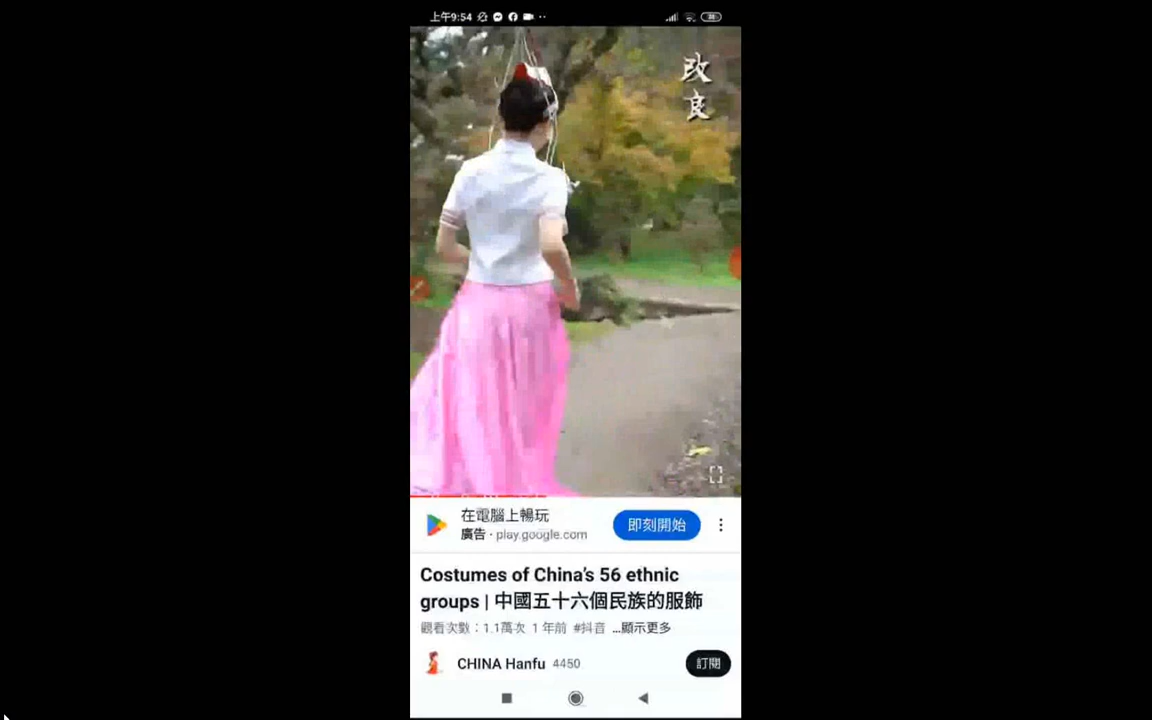 上午9:54
改
良
在電腦上暢玩
廣告 · play.google.com
即刻開始
Costumes of China's 56 ethnic
groups | 中國五十六個民族的服飾
觀看次數：1.1萬次 1 年前 #抖音 ...顯示更多
CHINA Hanfu 4450
訂閱